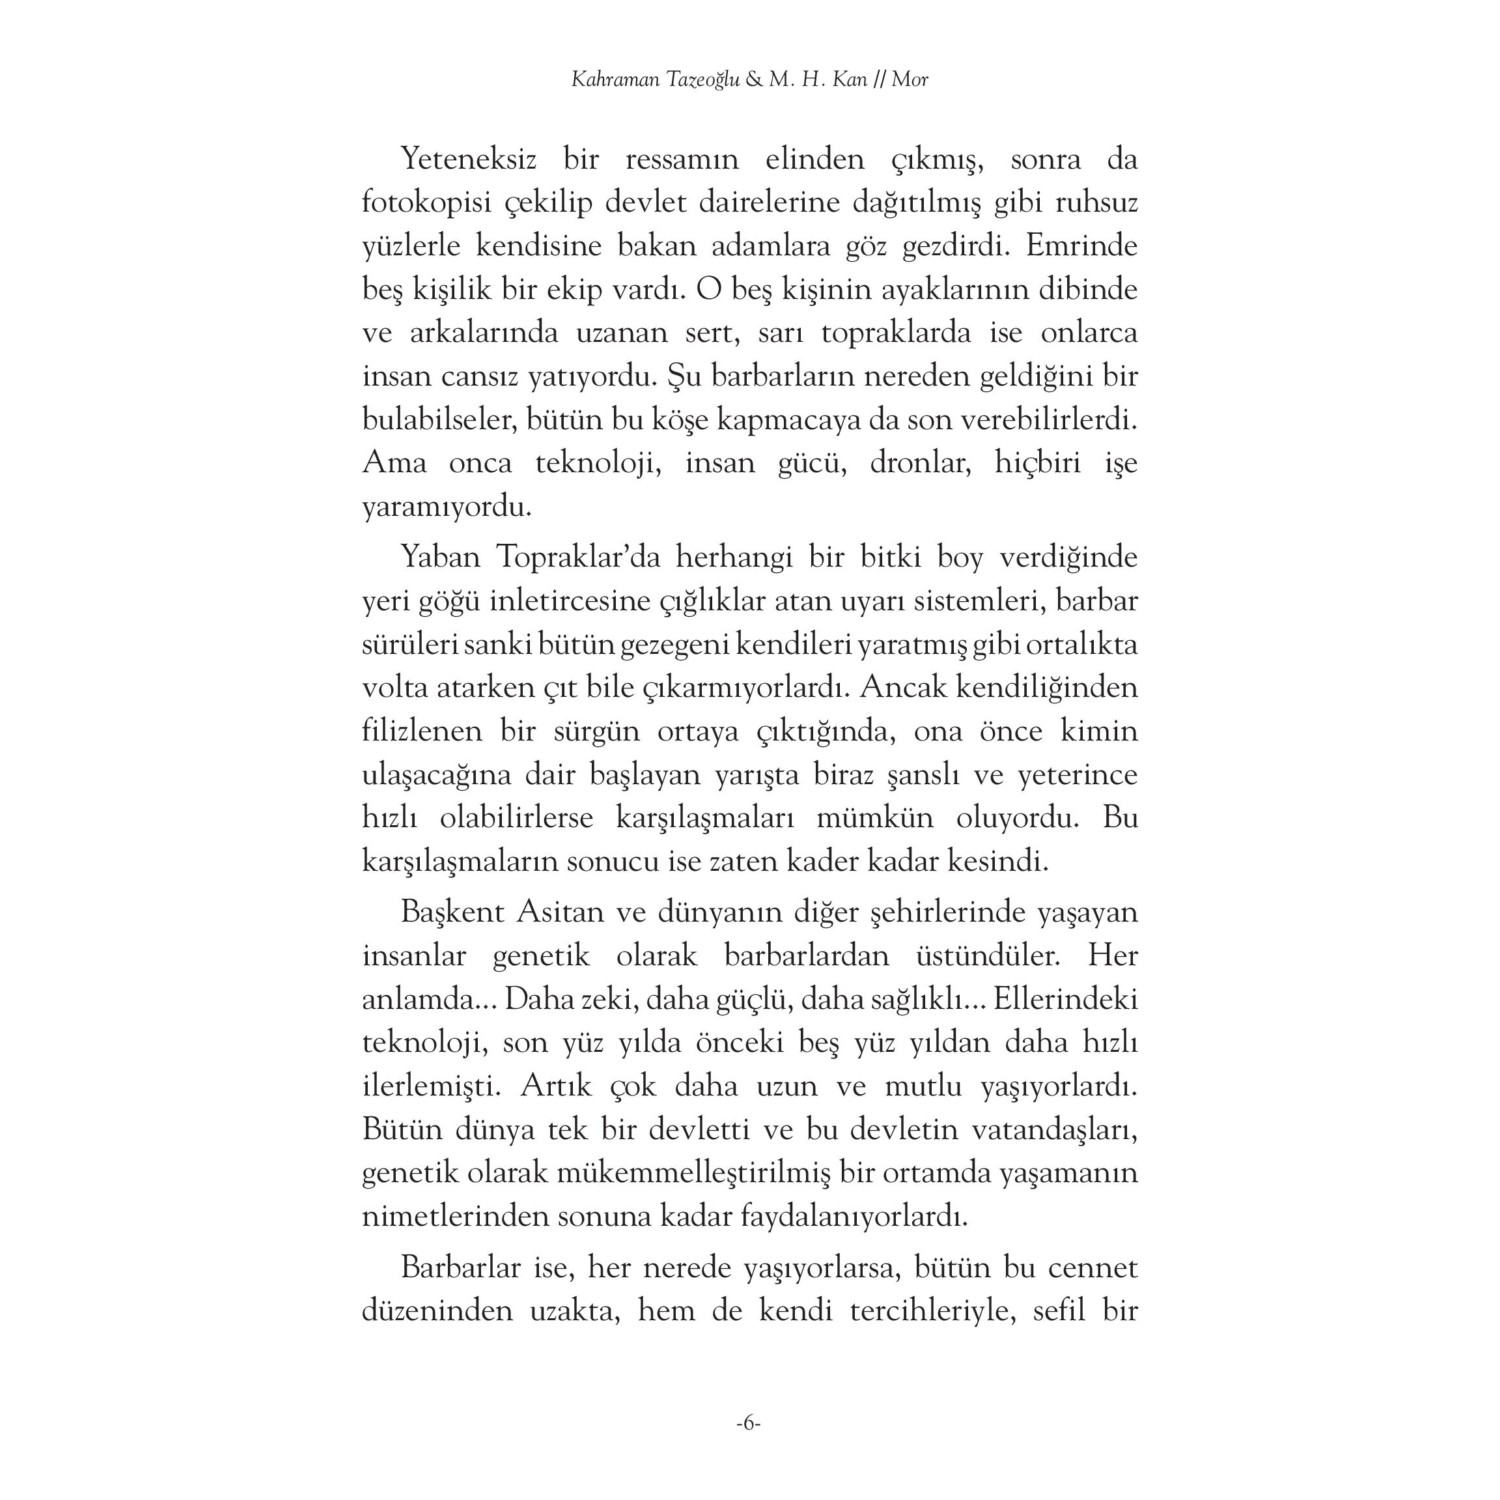 Kahraman Tazeoğlu & M. H. Kan // Mor
Yeteneksiz bir ressamın elinden çıkmış, sonra da
fotokopisi çekilip devlet dairelerine dağıtılmış gibi ruhsuz
yüzlerle kendisine bakan adamlara göz gezdirdi. Emrinde
beş kişilik bir ekip vardı. O beş kişinin ayaklarının dibinde
ve arkalarında uzanan sert, sarı topraklarda ise onlarca
insan cansız yatıyordu. Şu barbarların nereden geldiğini bir
bulabilseler, bütün bu köşe kapmacaya da son verebilirlerdi.
Ama onca teknoloji, insan gücü, dronlar, hiçbiri işe
yaramıyordu.
Yaban Topraklar’da herhangi bir bitki boy verdiğinde
yeri göğü inletircesine çığlıklar atan uyarı sistemleri, barbar
sürüleri sanki bütün gezegeni kendileri yaratmış gibi ortalıkta
volta atarken çıt bile çıkarmıyorlardı. Ancak kendiliğinden
filizlenen bir sürgün ortaya çıktığında, ona önce kimin
ulaşacağına dair başlayan yarışta biraz şanslı ve yeterince
hızlı olabilirlerse karşılaşmaları mümkün oluyordu. Bu
karşılaşmaların sonucu ise zaten kader kadar kesindi.
Başkent Asitan ve dünyanın diğer şehirlerinde yaşayan
insanlar genetik olarak barbarlardan üstündüler. Her
anlamda... Daha zeki, daha güçlü, daha sağlıklı... Ellerindeki
teknoloji, son yüz yılda önceki beş yüz yıldan daha hızlı
ilerlemişti. Artık çok daha uzun ve mutlu yaşıyorlardı.
Bütün dünya tek bir devletti ve bu devletin vatandaşları,
genetik olarak mükemmelleştirilmiş bir ortamda yaşamanın
nimetlerinden sonuna kadar faydalanıyorlardı.
Barbarlar ise, her nerede yaşıyorlarsa, bütün bu cennet
düzeninden uzakta, hem de kendi tercihleriyle, sefil bir
-6-